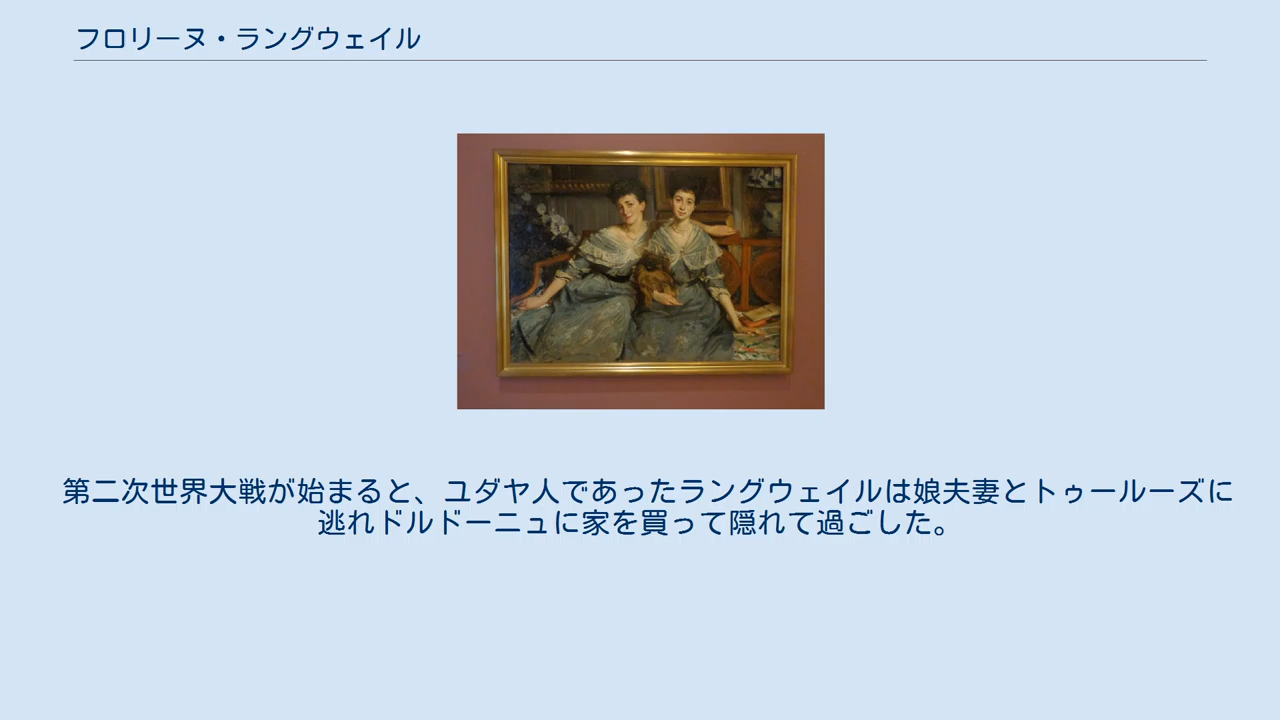 フロリーヌ・ラングウェイル
第二次世界大戦が始まると、ユダヤ人であったラングウェイルは娘夫妻とトゥールーズに
逃れドルドーニュに家を買って隠れて過ごした。